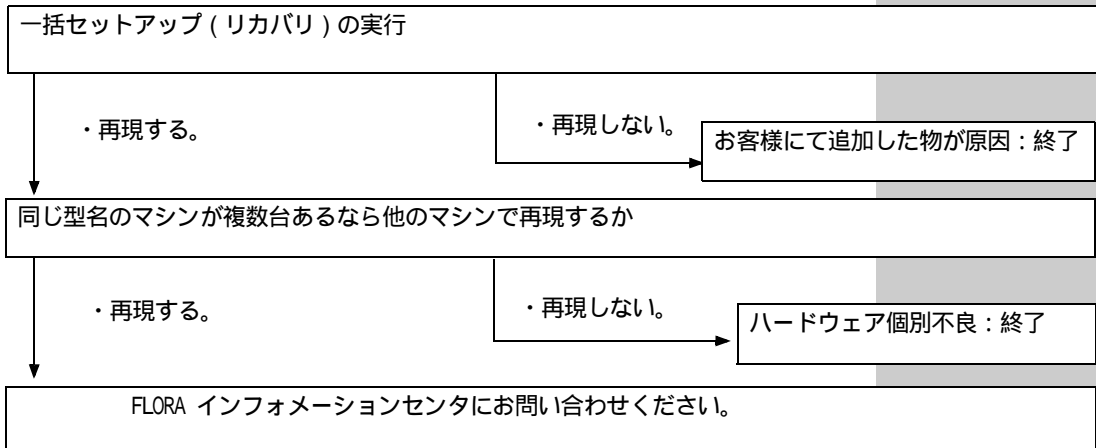 一括セットアップ ( リカバリ ) の実行
・再現する。
・再現しない。
お客様にて追加した物が原因：終了
同じ型名のマシンが複数台あるなら他のマシンで再現するか
・再現する。
・再現しない。
ハードウェア個別不良：終了
FLORA インフォメーションセンタにお問い合わせください。